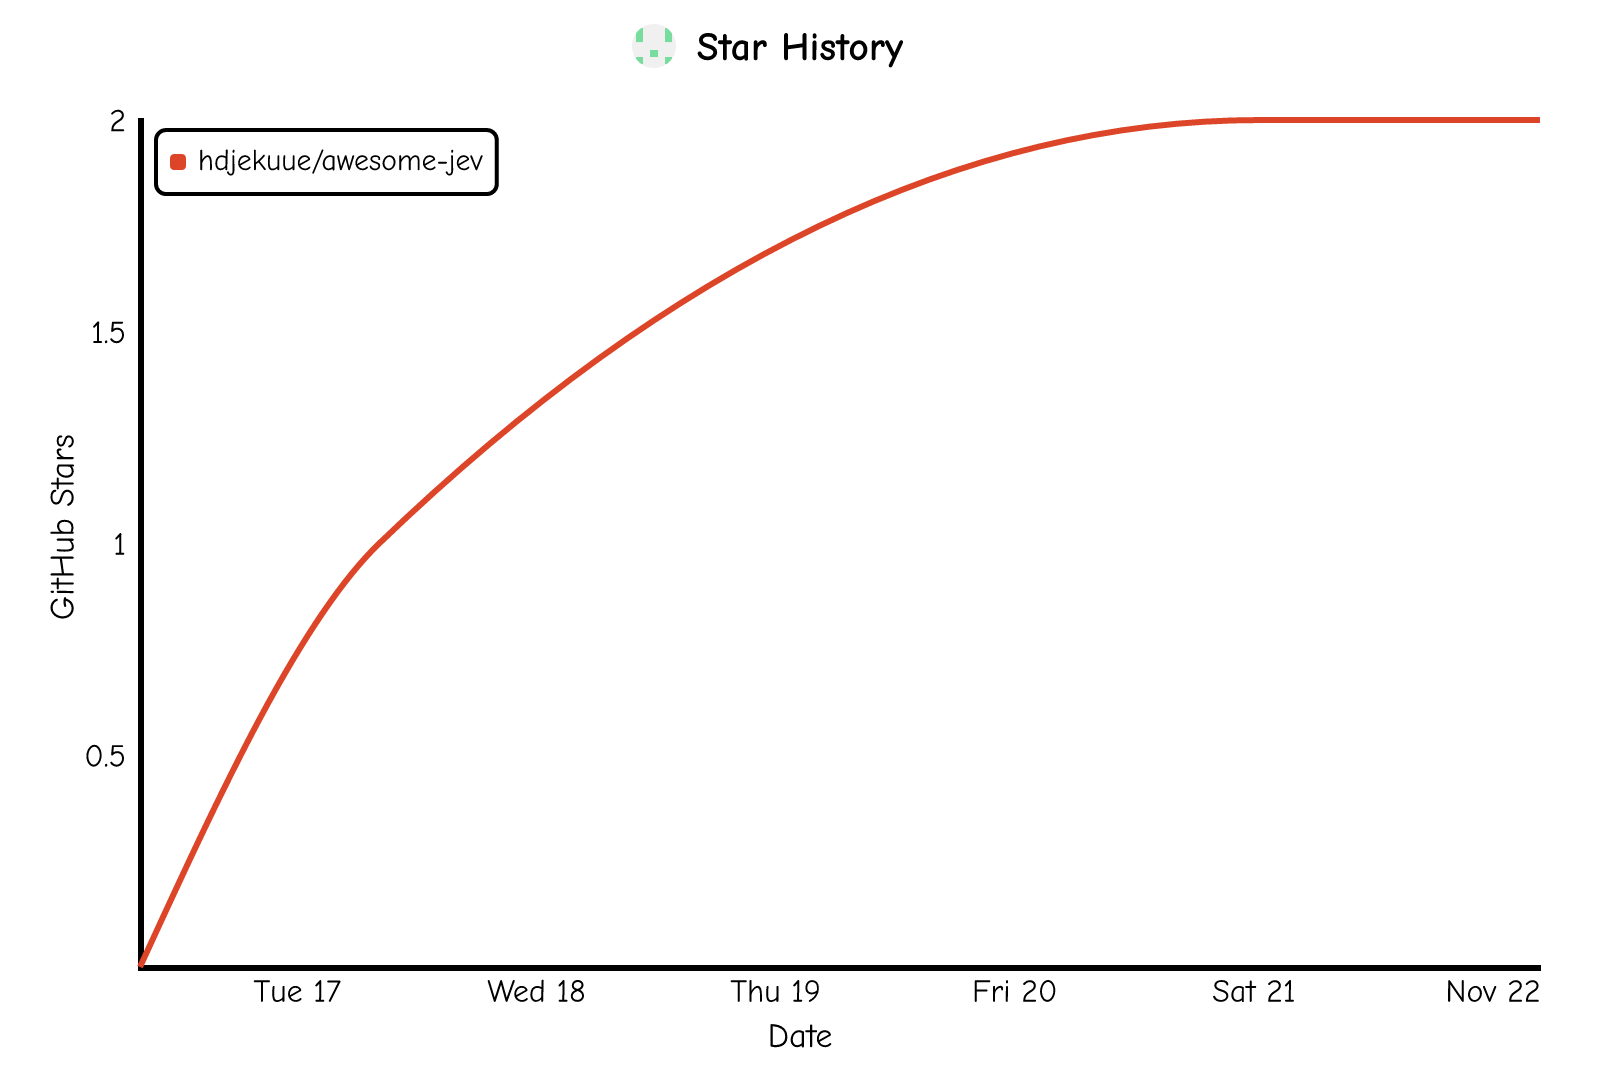 Star History
hdjekuue/awesome-jev
2
1.5
1
0.5
GitHub Stars
Tue 17 Wed 18 Thu 19 Fri 20 Sat 21 Nov 22
Date